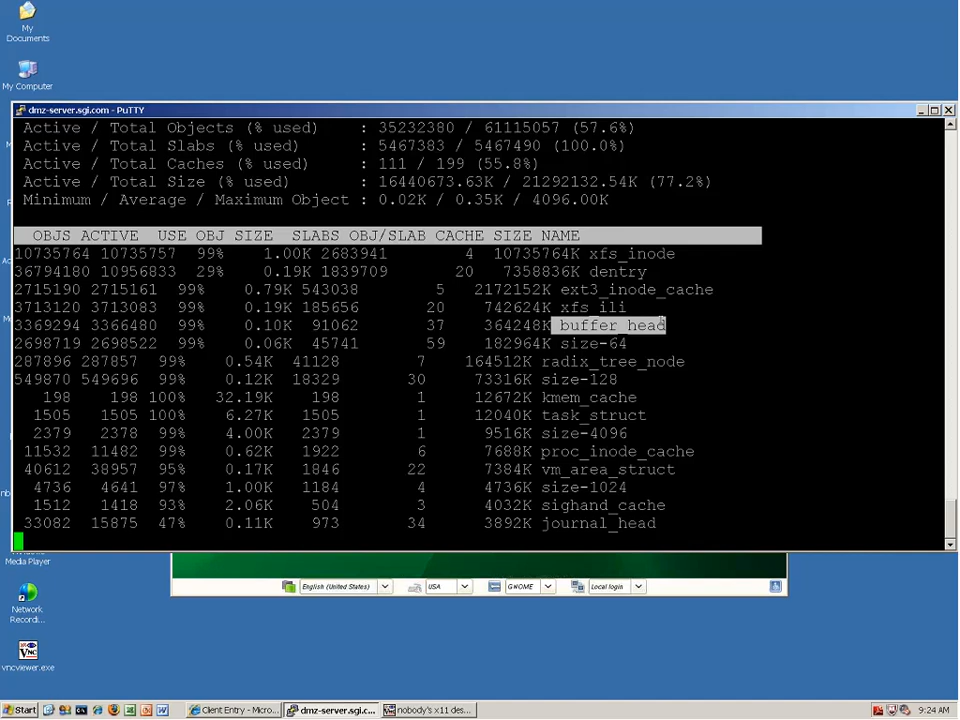 My
Documents
My Computer
dmz-server.sgi.com - PuTTY
Active / Total Objects (% used)    : 35232380 / 61115057 (57.6%)
Active / Total Slabs (% used)      : 5467383 / 5467490 (100.0%)
Active / Total Caches (% used)     : 111 / 199 (55.8%)
Active / Total Size (% used)       : 16440673.63K / 21292132.54K (77.2%)
Minimum / Average / Maximum Object : 0.02K / 0.35K / 4096.00K
OBJS ACTIVE  USE OBJ SIZE  SLABS OBJ/SLAB CACHE SIZE NAME
10735764 10735757  99%    1.00K 2683941        4  10735764K xfs_inode
36794180 10956833  29%    0.19K 1839709       20   7358836K dentry
2715190 2715161  99%    0.79K 543038        5   2172152K ext3_inode_cache
3713120 3713080  99%    0.20K 185656       20    742624K xfs_ili
3369294 3366480  99%    0.10K  91062       37    364248K buffer_head
2698719 2698522  99%    0.06K  45741       59    182964K size-64
287896 287857  99%    0.54K  41128        7    164512K radix_tree_node
549870 549696  99%    0.12K  18329       30     73316K size-128
198    198 100%   32.19K    198        1     12672K kmem_cache
1505   1505 100%    6.27K   1505        1     12040K task_struct
2379   2378  99%    4.00K   2379        1      9516K size-4096
11532  11482  99%    0.62K   1922        6      7688K proc_inode_cache
40612  38957  95%    0.17K   1846       22      7384K vm_area_struct
4736   4641  97%    1.00K   1184        4      4736K size-1024
1512   1418  93%    2.06K    504        3      4032K sighand_cache
33082  15875  47%    0.11K    973       34      3892K journal_head
Media Player
English (United States) USA GNOME Local login
Network
Recordi...
vncviewer.exe
Start Client Entry - Micro... dmz-server.sgi.co... nobody's x11 des... 9:24 AM